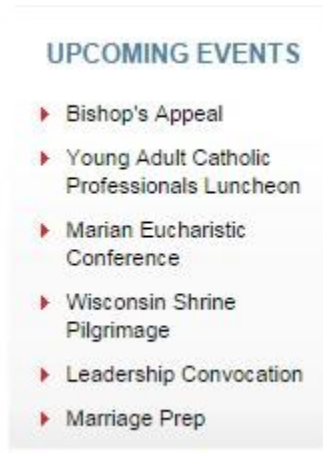 UPCOMING EVENTS
Bishop's Appeal
Young Adult Catholic
Professionals Luncheon
Marian Eucharistic
Conference
Wisconsin Shrine
Pilgrimage
Leadership Convocation
Marriage Prep